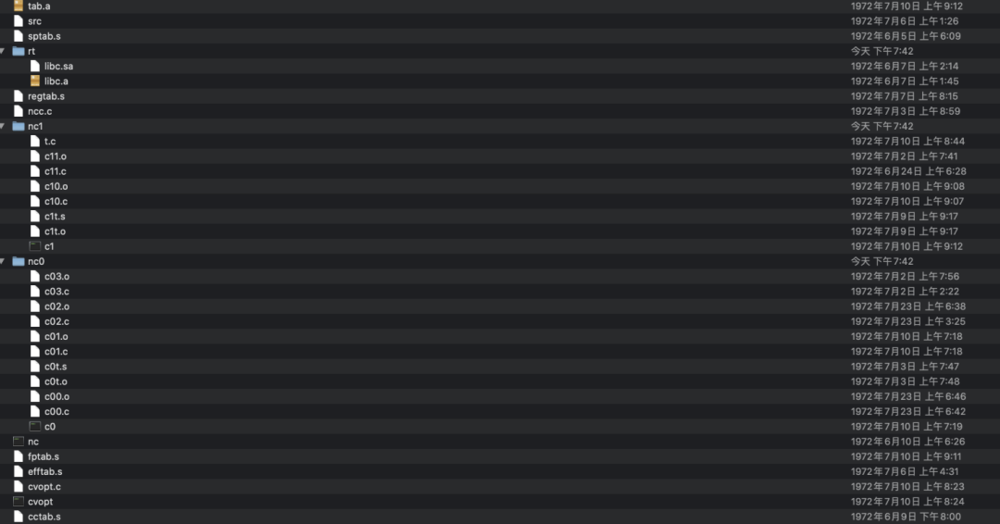 tab.a 1972年7月10日 上午9:12
src 1972年7月6日 上午1:26
sptab.s 1972年6月5日 上午6:09
rt 今天 下午7:42
libc.sa 1972年6月7日 上午2:14
libc.a 1972年6月7日 上午1:45
regtab.s 1972年7月7日 上午8:15
ncc.c 1972年7月3日 上午8:59
nc1 今天 下午7:42
t.c 1972年7月10日 上午8:44
c11.o 1972年7月2日 上午7:41
c11.c 1972年6月24日 上午6:28
c10.o 1972年7月10日 上午9:08
c10.c 1972年7月10日 上午9:07
c1t.s 1972年7月9日 上午9:17
c1t.o 1972年7月9日 上午9:17
c1 1972年7月10日 上午9:12
nc0 今天 下午7:42
c03.o 1972年7月2日 上午7:56
c03.c 1972年7月2日 上午2:22
c02.o 1972年7月23日 上午6:38
c02.c 1972年7月23日 上午3:25
c01.o 1972年7月10日 上午7:18
c01.c 1972年7月10日 上午7:18
c0t.s 1972年7月3日 上午7:47
c0t.o 1972年7月3日 上午7:48
c00.o 1972年7月23日 上午6:46
c00.c 1972年7月23日 上午6:42
c0 1972年7月10日 上午7:19
nc 1972年6月10日 上午6:26
fptab.s 1972年7月10日 上午9:11
efftab.s 1972年7月6日 上午4:31
cvopt.c 1972年7月10日 上午8:23
cvopt 1972年7月10日 上午8:24
cctab.s 1972年6月9日 下午8:00